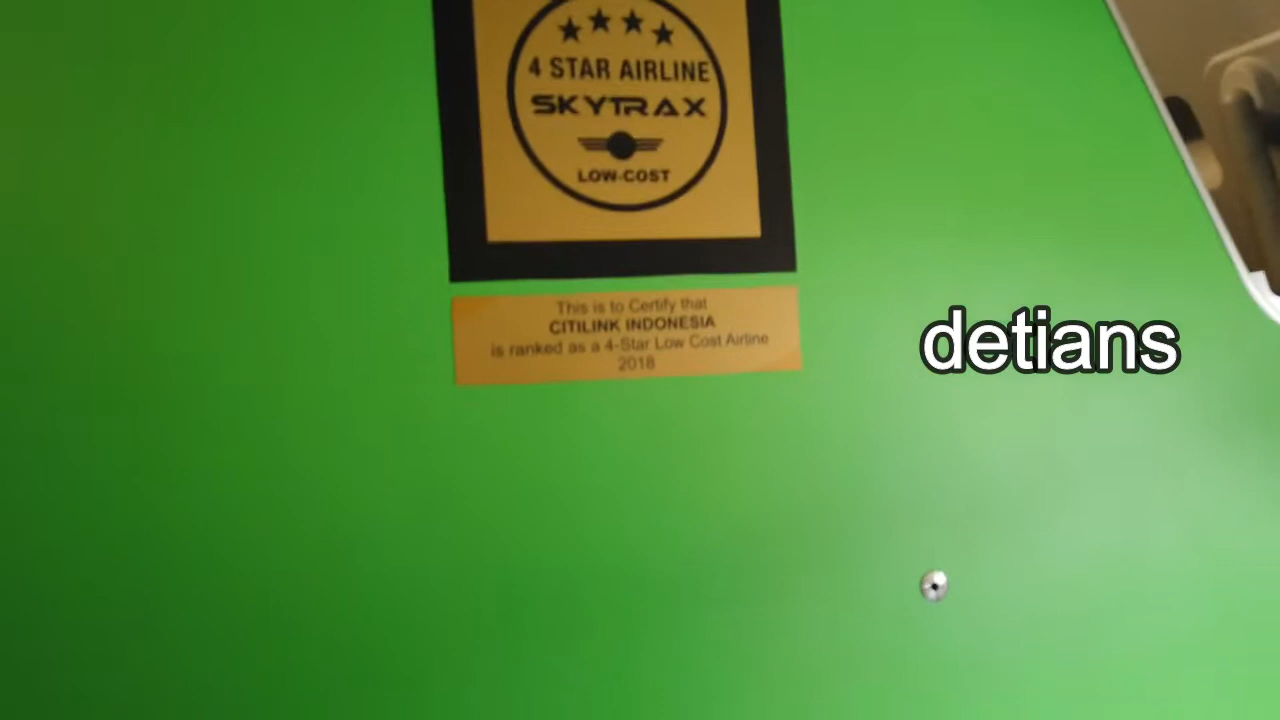 4 STAR AIRLINE
SKYTRAX
LOW-COST
This is to Certify that
CITILINK INDONESIA
is ranked as a 4-Star Low Cost Airline
2018
detians